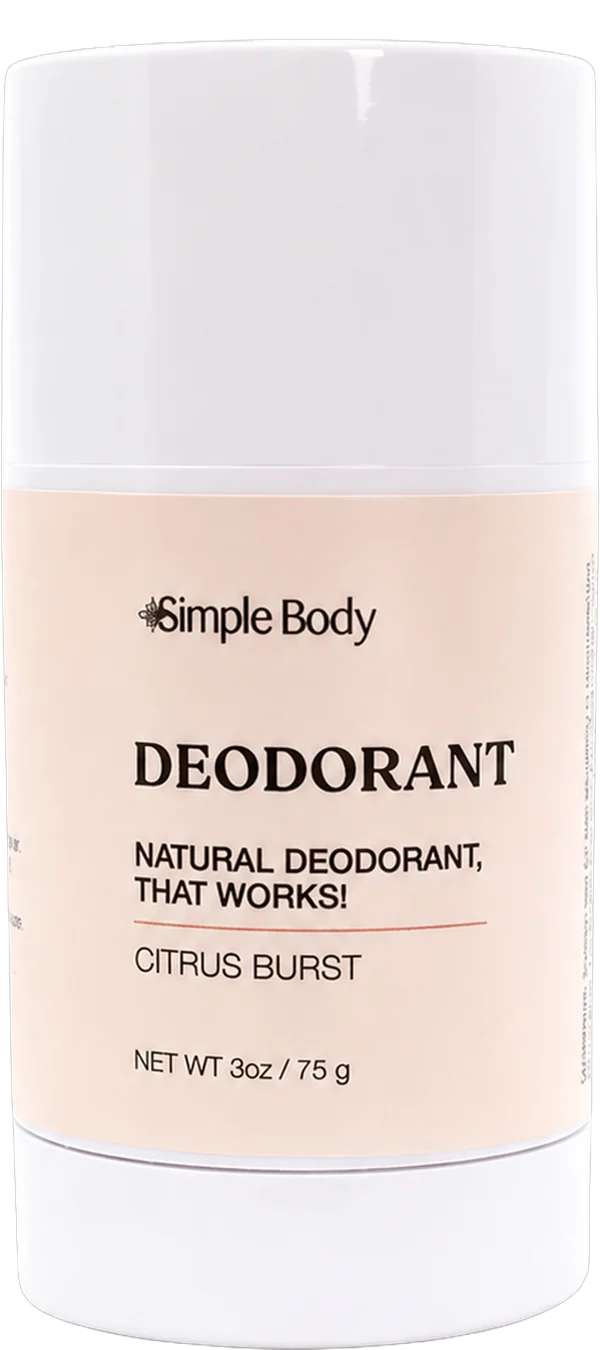 Simple Body
DEODORANT
NATURAL DEODORANT,
THAT WORKS!
CITRUS BURST
NET WT 3oz / 75 g